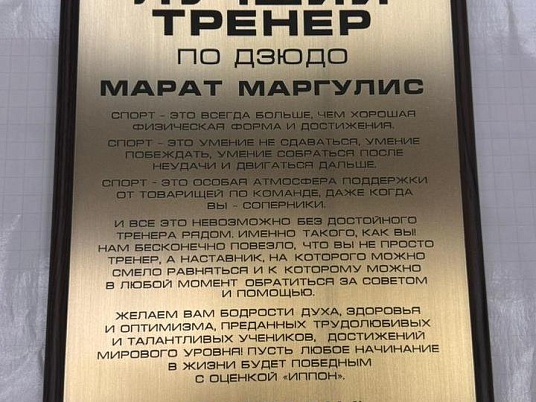 ЛУЧШИЙ
ТРЕНЕР
ПО ДЗЮДО
МАРАТ МАРГУЛИС
СПОРТ - ЭТО ВСЕГДА БОЛЬШЕ, ЧЕМ ХОРОШАЯ
ФИЗИЧЕСКАЯ ФОРМА И ДОСТИЖЕНИЯ.
СПОРТ - ЭТО УМЕНИЕ НЕ СДАВАТЬСЯ, УМЕНИЕ
ПОБЕЖДАТЬ, УМЕНИЕ СОБРАТЬСЯ ПОСЛЕ
НЕУДАЧИ И ДВИГАТЬСЯ ДАЛЬШЕ.
СПОРТ - ЭТО ОСОБАЯ АТМОСФЕРА ПОДДЕРЖКИ
ОТ ТОВАРИЩЕЙ ПО КОМАНДЕ, ДАЖЕ КОГДА
ВЫ - СОПЕРНИКИ.
И ВСЕ ЭТО НЕВОЗМОЖНО БЕЗ ДОСТОЙНОГО
ТРЕНЕРА РЯДОМ. ИМЕННО ТАКОГО, КАК ВЫ!
НАМ БЕСКОНЕЧНО ПОВЕЗЛО, ЧТО ВЫ НЕ ПРОСТО
ТРЕНЕР, А НАСТАВНИК, НА КОТОРОГО МОЖНО
СМЕЛО РАВНЯТЬСЯ И К КОТОРОМУ МОЖНО
В ЛЮБОЙ МОМЕНТ ОБРАТИТЬСЯ ЗА СОВЕТОМ
И ПОМОЩЬЮ.
ЖЕЛАЕМ ВАМ БОДРОСТИ ДУХА, ЗДОРОВЬЯ
И ОПТИМИЗМА, ПРЕДАННЫХ ТРУДОЛЮБИВЫХ
И ТАЛАНТЛИВЫХ УЧЕНИКОВ, ДОСТИЖЕНИЙ
МИРОВОГО УРОВНЯ! ПУСТЬ ЛЮБОЕ НАЧИНАНИЕ
В ЖИЗНИ БУДЕТ ПОБЕДНЫМ
С ОЦЕНКОЙ «ИППОН».